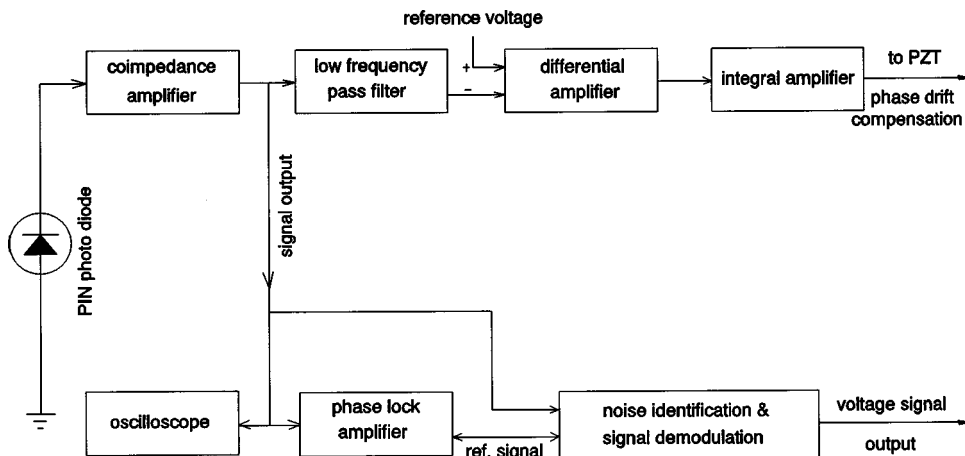 reference voltage
coimpedance
amplifier
low frequency
pass filter
+
−
differential
amplifier
integral amplifier
to PZT
phase drift
compensation
PIN photo diode
signal output
oscilloscope
phase lock
amplifier
ref. signal
noise identification &
signal demodulation
voltage signal
output